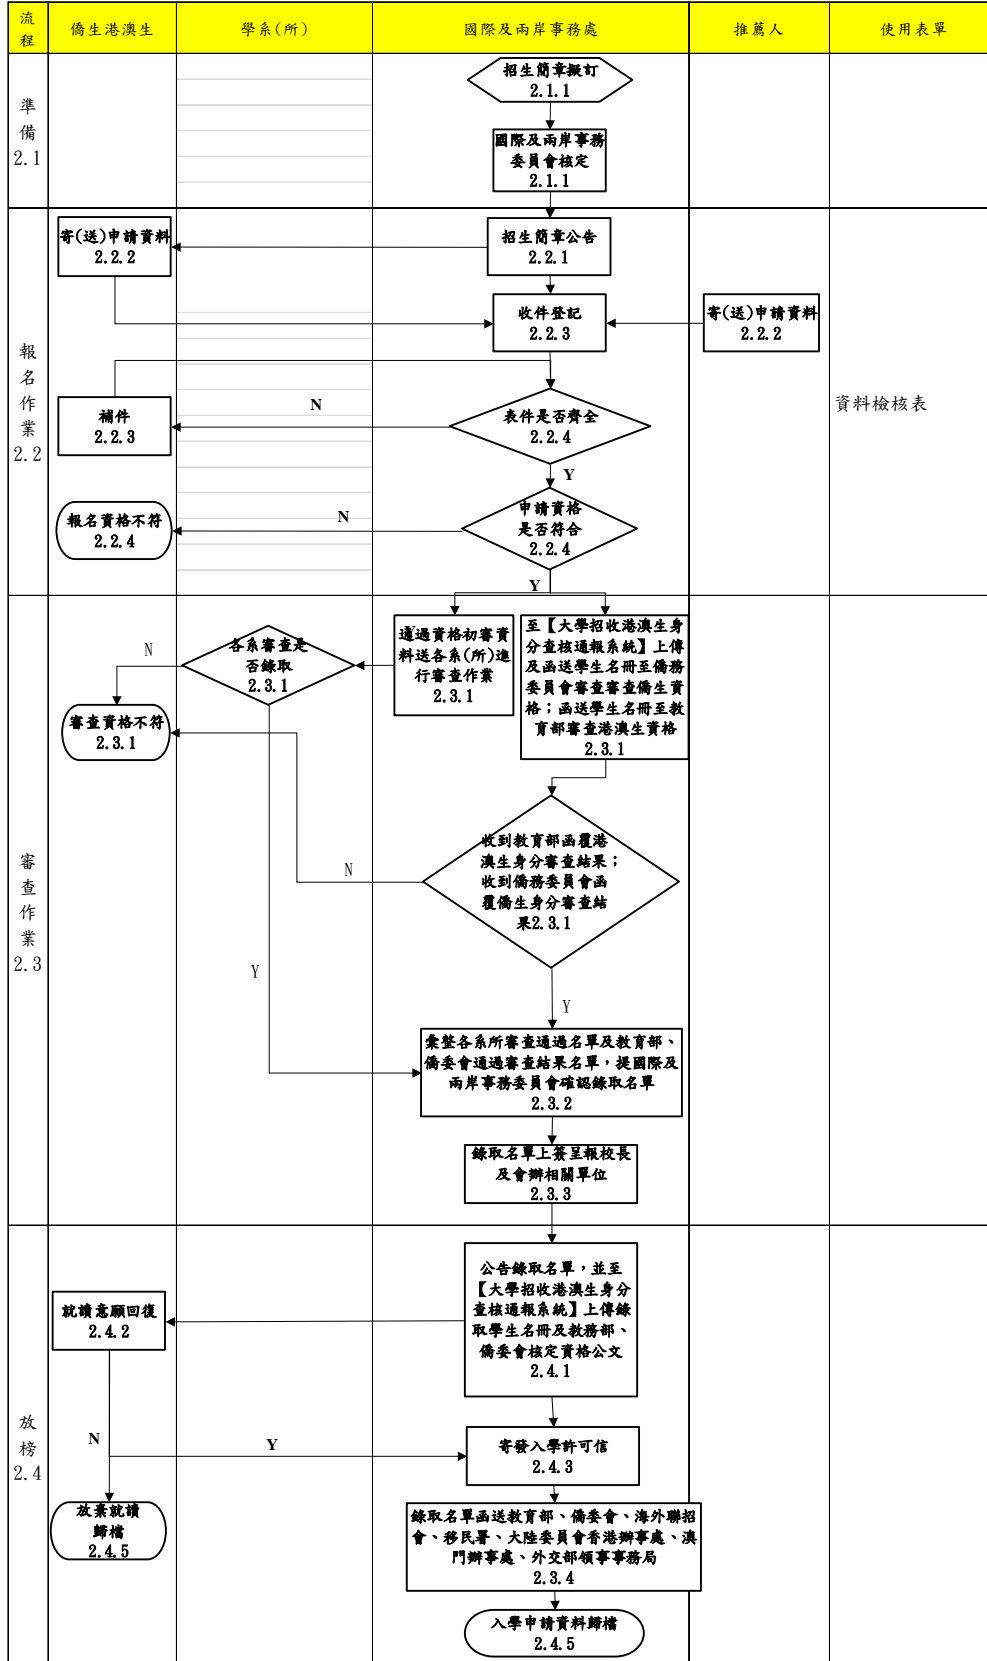 流程
僑生港澳生
學系(所)
國際及兩岸事務處
推薦人
使用表單
準備
2.1
招生簡章擬訂
2.1.1
國際及兩岸事務
委員會核定
2.1.1
報名作業
2.2
寄(送)申請資料
2.2.2
招生簡章公告
2.2.1
收件登記
2.2.3
寄(送)申請資料
2.2.2
補件
2.2.3
N
表件是否齊全
2.2.4
資料檢核表
Y
報名資格不符
2.2.4
N
申請資格
是否符合
2.2.4
Y
審查作業
2.3
N
各系審查是
否錄取
2.3.1
通過資格初審資
料送各系(所)進
行審查作業
2.3.1
至【大學招收港澳生身
分查核通報系統】上傳
及函送學生名冊至僑務
委員會審查審查僑生資
格；函送學生名冊至教
育部審查港澳生資格
2.3.1
審查資格不符
2.3.1
N
收到教育部函覆港
澳生身分審查結果；
收到僑務委員會函
覆僑生身分審查結
果2.3.1
Y
Y
彙整各系所審查通過名單及教育部、
僑委會通過審查結果名單，提國際及
兩岸事務委員會確認錄取名單
2.3.2
錄取名單上簽呈報校長
及會辦相關單位
2.3.3
放榜
2.4
就讀意願回復
2.4.2
公告錄取名單，並至
【大學招收港澳生身分
查核通報系統】上傳錄
取學生名冊及教務部、
僑委會核定資格公文
2.4.1
N
Y
寄發入學許可信
2.4.3
放棄就讀
歸檔
2.4.5
錄取名單函送教育部、僑委會、海外聯招
會、移民署、大陸委員會香港辦事處、澳
門辦事處、外交部領事事務局
2.3.4
入學申請資料歸檔
2.4.5